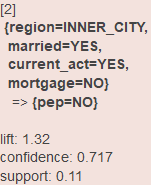 [2]
{region=INNER_CITY,
married=YES,
current_act=YES,
mortgage=NO}
=> {pep=NO}
lift: 1.32
confidence: 0.717
support: 0.11